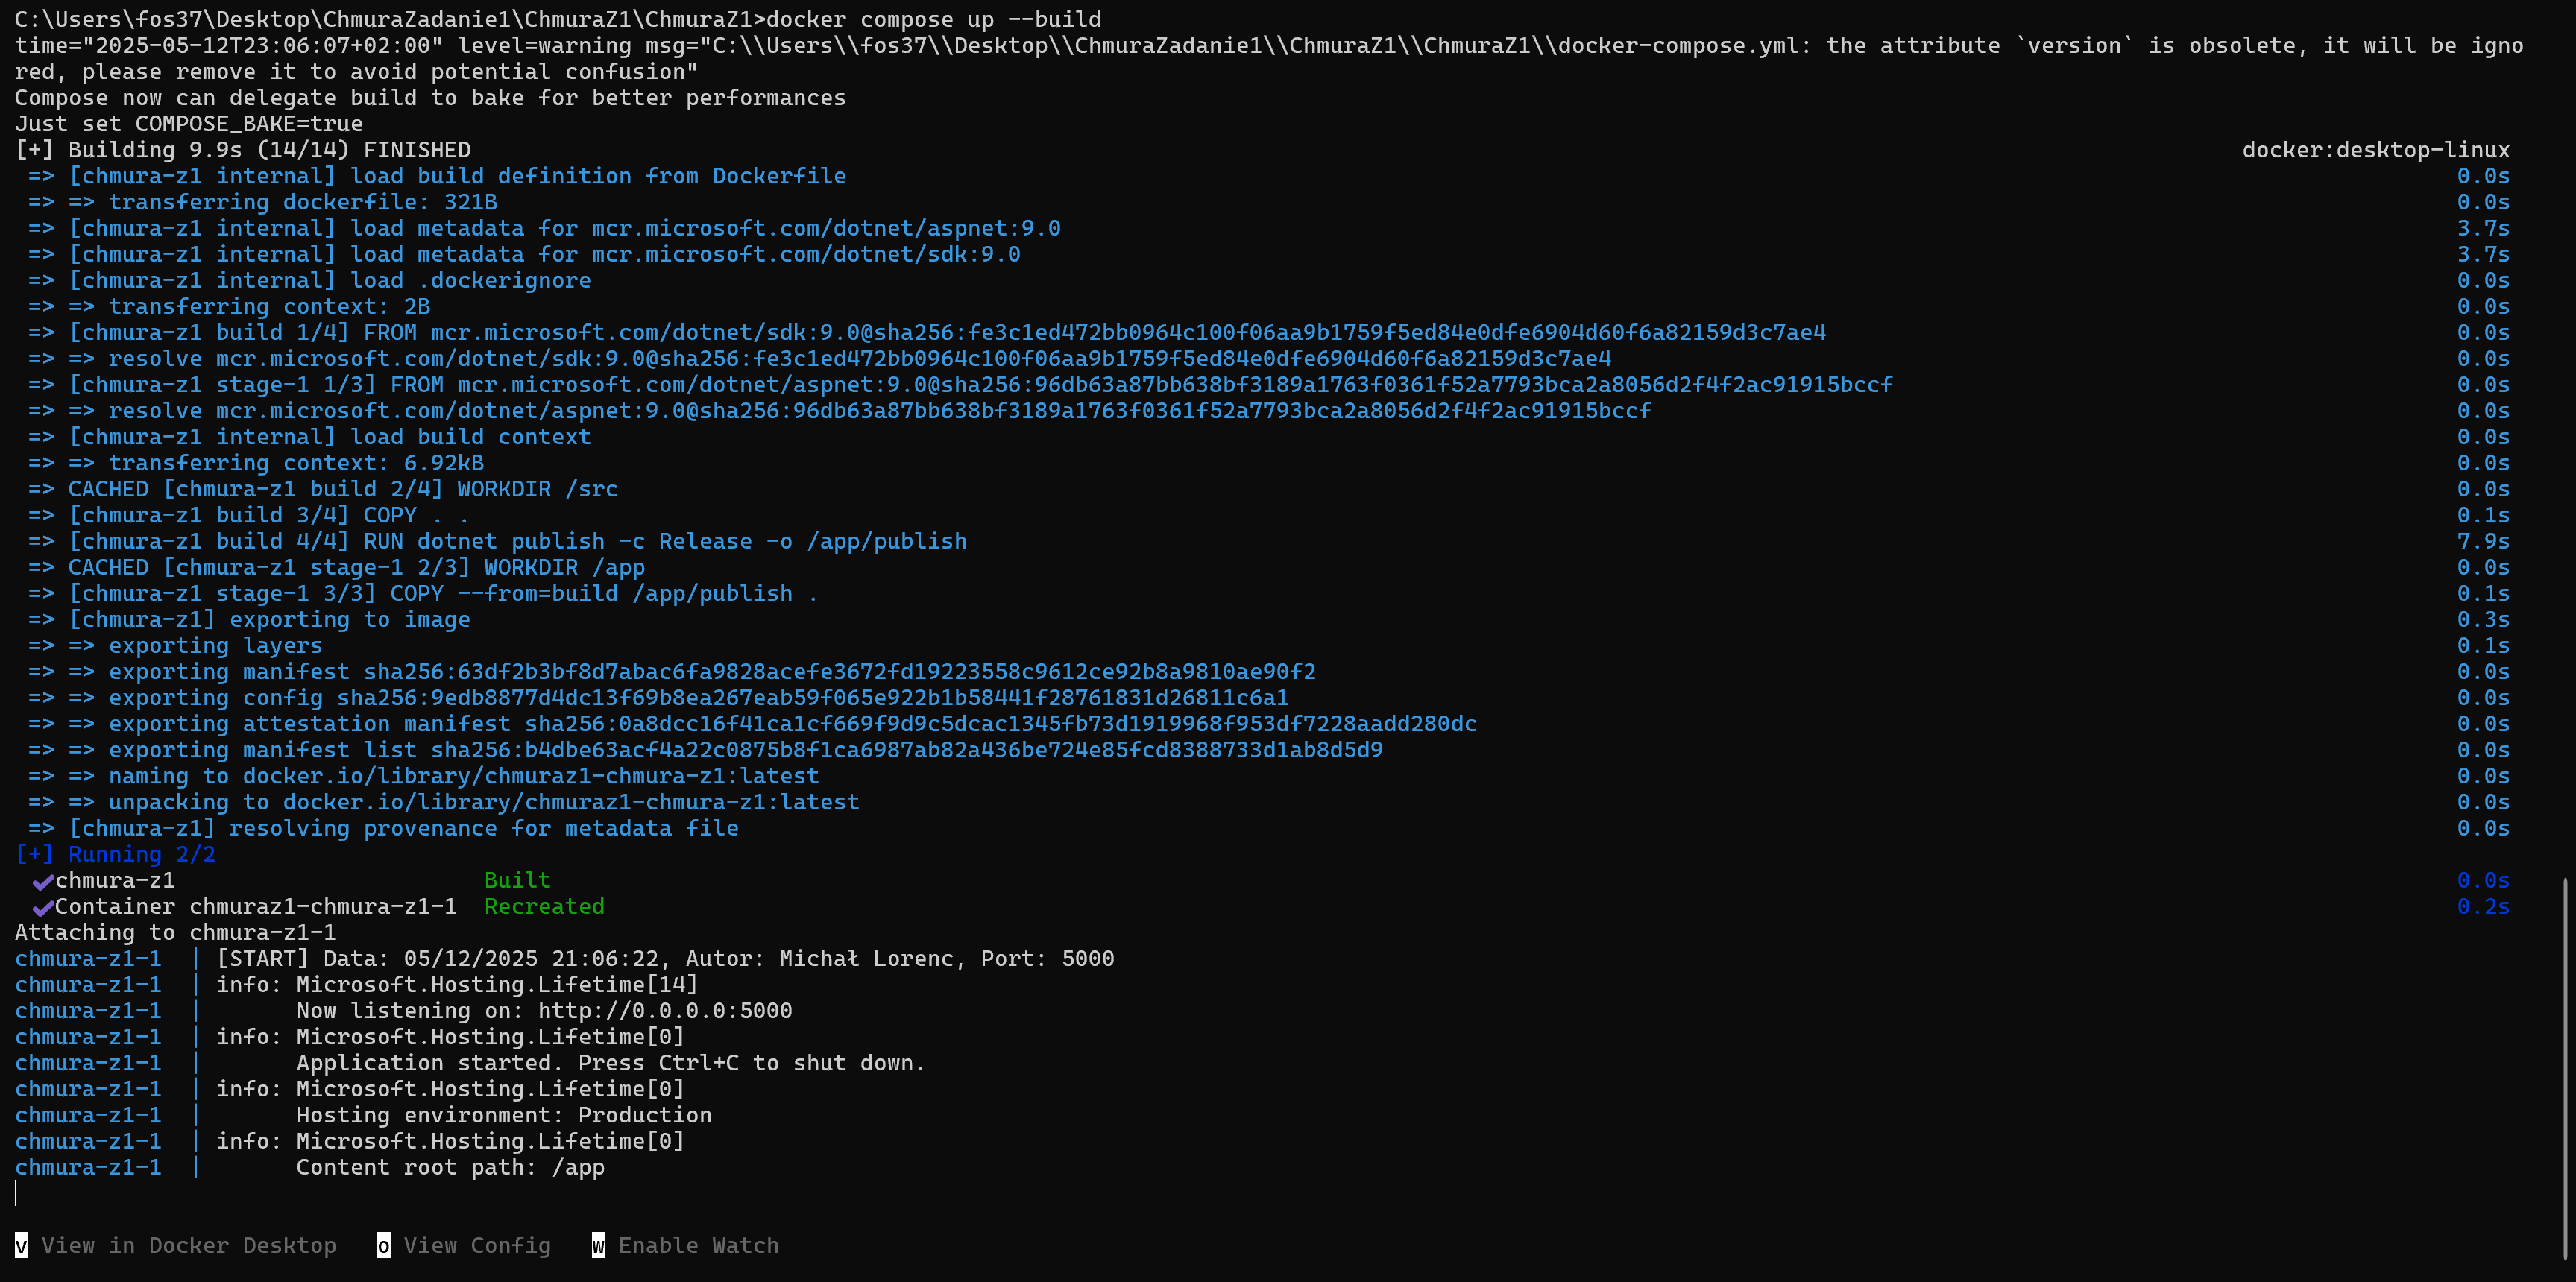 C:\Users\fos37\Desktop\ChmuraZadanie1\ChmuraZ1\ChmuraZ1>docker compose up --build
time="2025-05-12T23:06:07+02:00" level=warning msg="C:\\Users\\fos37\\Desktop\\ChmuraZadanie1\\ChmuraZ1\\ChmuraZ1\\docker-compose.yml: the attribute `version` is obsolete, it will be igno
red, please remove it to avoid potential confusion"
Compose now can delegate build to bake for better performances
Just set COMPOSE_BAKE=true
[+] Building 9.9s (14/14) FINISHED docker:desktop-linux
=> [chmura-z1 internal] load build definition from Dockerfile 0.0s
=> => transferring dockerfile: 321B 0.0s
=> [chmura-z1 internal] load metadata for mcr.microsoft.com/dotnet/aspnet:9.0 3.7s
=> [chmura-z1 internal] load metadata for mcr.microsoft.com/dotnet/sdk:9.0 3.7s
=> [chmura-z1 internal] load .dockerignore 0.0s
=> => transferring context: 2B 0.0s
=> [chmura-z1 build 1/4] FROM mcr.microsoft.com/dotnet/sdk:9.0@sha256:fe3c1ed472bb0964c100f06aa9b1759f5ed84e0dfe6904d60f6a82159d3c7ae4 0.0s
=> => resolve mcr.microsoft.com/dotnet/sdk:9.0@sha256:fe3c1ed472bb0964c100f06aa9b1759f5ed84e0dfe6904d60f6a82159d3c7ae4 0.0s
=> [chmura-z1 stage-1 1/3] FROM mcr.microsoft.com/dotnet/aspnet:9.0@sha256:96db63a87bb638bf3189a1763f0361f52a7793bca2a8056d2f4f2ac91915bccf 0.0s
=> => resolve mcr.microsoft.com/dotnet/aspnet:9.0@sha256:96db63a87bb638bf3189a1763f0361f52a7793bca2a8056d2f4f2ac91915bccf 0.0s
=> [chmura-z1 internal] load build context 0.0s
=> => transferring context: 6.92kB 0.0s
=> CACHED [chmura-z1 build 2/4] WORKDIR /src 0.0s
=> [chmura-z1 build 3/4] COPY . . 0.1s
=> [chmura-z1 build 4/4] RUN dotnet publish -c Release -o /app/publish 7.9s
=> CACHED [chmura-z1 stage-1 2/3] WORKDIR /app 0.0s
=> [chmura-z1 stage-1 3/3] COPY --from=build /app/publish . 0.1s
=> [chmura-z1] exporting to image 0.3s
=> => exporting layers 0.1s
=> => exporting manifest sha256:63df2b3bf8d7abac6fa9828acefe3672fd19223558c9612ce92b8a9810ae90f2 0.0s
=> => exporting config sha256:9edb8877d4dc13f69b8ea267eab59f065e922b1b58441f28761831d26811c6a1 0.0s
=> => exporting attestation manifest sha256:0a8dcc16f41ca1cf669f9d9c5dcac1345fb73d1919968f953df7228aadd280dc 0.0s
=> => exporting manifest list sha256:b4dbe63acf4a22c0875b8f1ca6987ab82a436be724e85fcd8388733d1ab8d5d9 0.0s
=> => naming to docker.io/library/chmuraz1-chmura-z1:latest 0.0s
=> => unpacking to docker.io/library/chmuraz1-chmura-z1:latest 0.0s
=> [chmura-z1] resolving provenance for metadata file 0.0s
[+] Running 2/2
✔chmura-z1 Built 0.0s
✔Container chmuraz1-chmura-z1-1 Recreated 0.2s
Attaching to chmura-z1-1
chmura-z1-1 | [START] Data: 05/12/2025 21:06:22, Autor: Michał Lorenc, Port: 5000
chmura-z1-1 | info: Microsoft.Hosting.Lifetime[14]
chmura-z1-1 | Now listening on: http://0.0.0.0:5000
chmura-z1-1 | info: Microsoft.Hosting.Lifetime[0]
chmura-z1-1 | Application started. Press Ctrl+C to shut down.
chmura-z1-1 | info: Microsoft.Hosting.Lifetime[0]
chmura-z1-1 | Hosting environment: Production
chmura-z1-1 | info: Microsoft.Hosting.Lifetime[0]
chmura-z1-1 | Content root path: /app
v View in Docker Desktop o View Config w Enable Watch